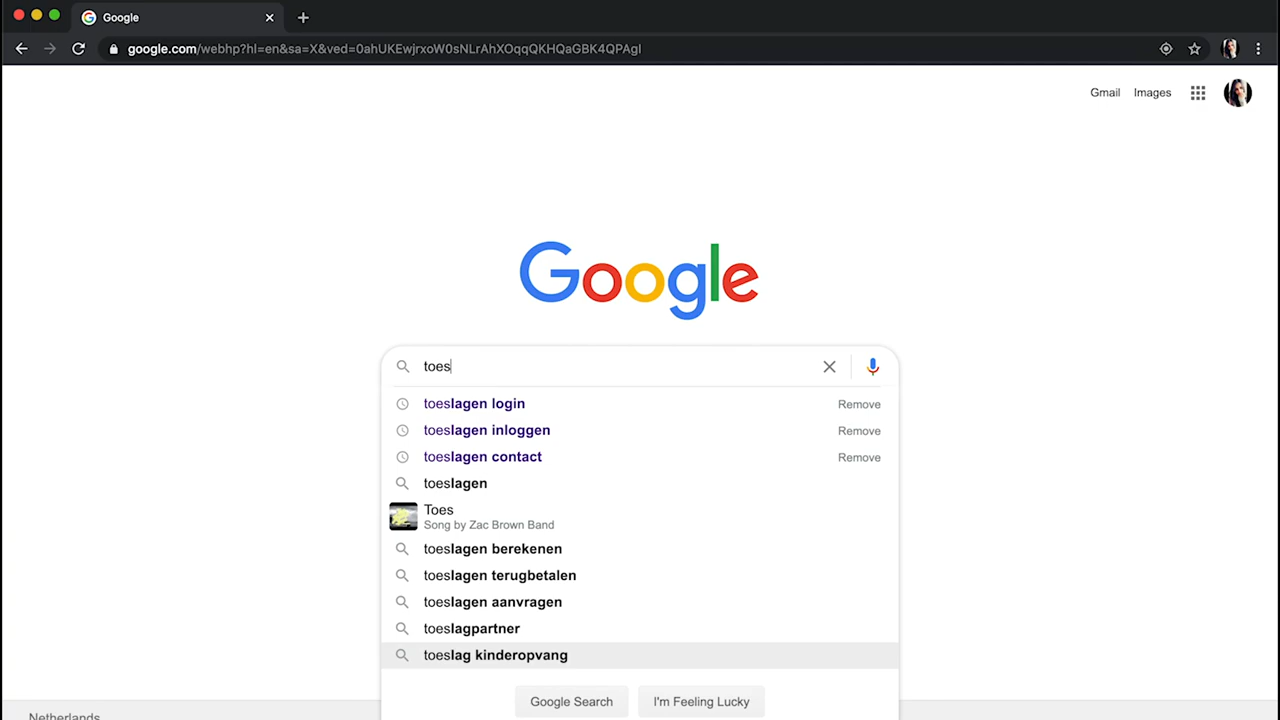 Google
google.com/webhp?hl=en&sa=X&ved=0ahUKEwjrxoW0sNLrAhXOqqQKHQaGBK4QPAgI
Gmail Images
Google
toes
toeslagen login Remove
toeslagen inloggen Remove
toeslagen contact Remove
toeslagen
Toes
Song by Zac Brown Band
toeslagen berekenen
toeslagen terugbetalen
toeslagen aanvragen
toeslagpartner
toeslag kinderopvang
Google Search I'm Feeling Lucky
Netherlands